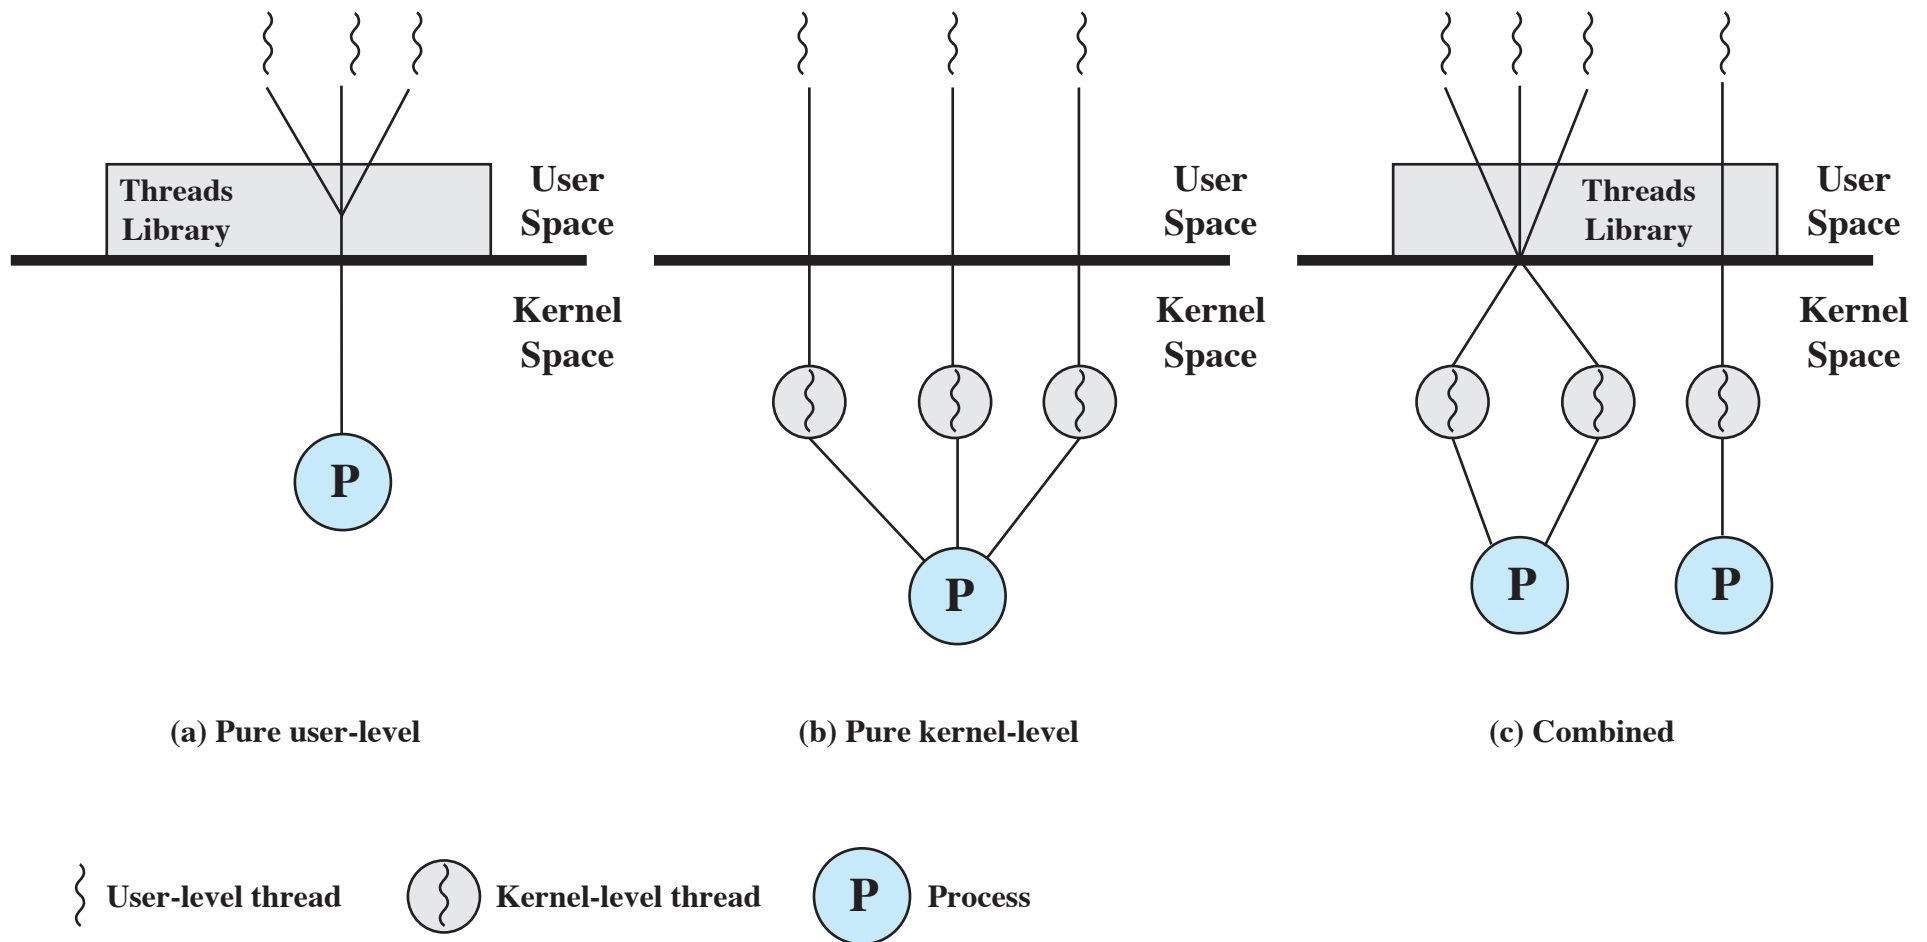 Threads
Library
User
Space
Kernel
Space
P
(a) Pure user-level
User
Space
Kernel
Space
P
(b) Pure kernel-level
Threads
Library
User
Space
Kernel
Space
P
P
(c) Combined
User-level thread
Kernel-level thread
P
Process